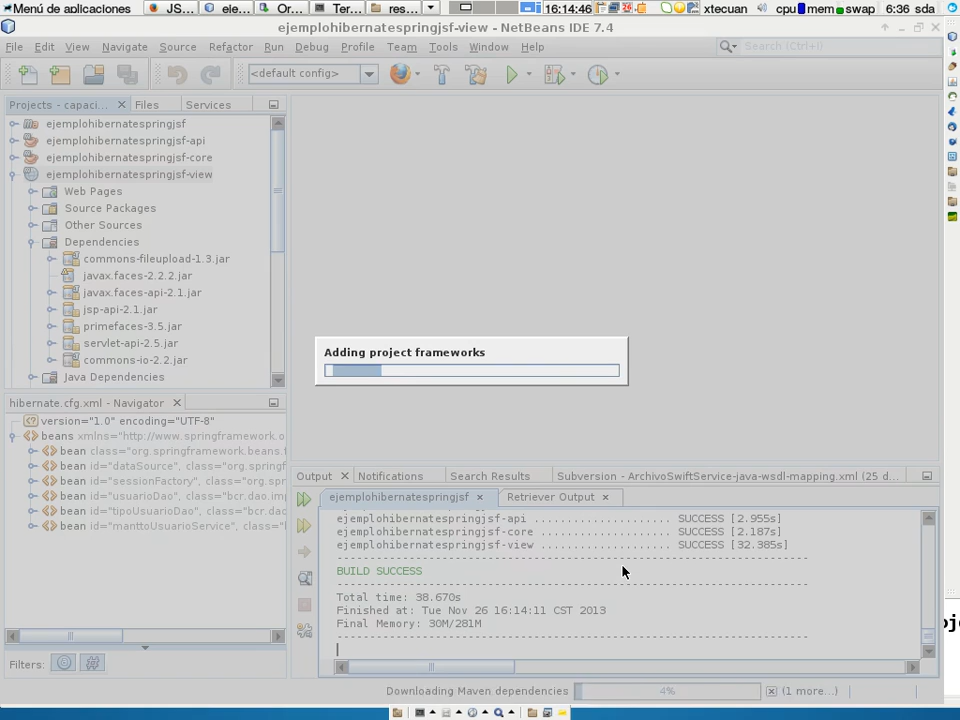 Menú de aplicaciones
JS...
ele...
Or...
Ter...
res...
16:14:46
xtecuan
cpu mem swap
6:36 sda
ejemplohibernatespringjsf-view - NetBeans IDE 7.4
File Edit View Navigate Source Refactor Run Debug Profile Team Tools Window Help
Search (Ctrl+I)
<default config>
Projects - capaci...
Files
Services
ejemplohibernatespringjsf
ejemplohibernatespringjsf-api
ejemplohibernatespringjsf-core
ejemplohibernatespringjsf-view
Web Pages
Source Packages
Other Sources
Dependencies
commons-fileupload-1.3.jar
javax.faces-2.2.2.jar
javax.faces-api-2.1.jar
jsp-api-2.1.jar
primefaces-3.5.jar
servlet-api-2.5.jar
commons-io-2.2.jar
Java Dependencies
Adding project frameworks
hibernate.cfg.xml - Navigator
version="1.0" encoding="UTF-8"
beans xmlns="http://www.springframework.o
bean class="org.springframework.beans.f
bean id="dataSource", class="org.springf
bean id="sessionFactory", class="org.spri
bean id="usuarioDao", class="bcr.dao.imp
bean id="tipoUsuarioDao", class="bcr.dao
bean id="manttoUsuarioService", class="b
Filters:
Output
Notifications
Search Results
Subversion - ArchivoSwiftService-java-wsdl-mapping.xml (25 d...
ejemplohibernatespringjsf
Retriever Output
ejemplohibernatespringjsf-api ..................... SUCCESS [2.955s]
ejemplohibernatespringjsf-core .................... SUCCESS [2.187s]
ejemplohibernatespringjsf-view .................... SUCCESS [32.385s]
------------------------------------------------------------------------
BUILD SUCCESS
------------------------------------------------------------------------
Total time: 38.670s
Finished at: Tue Nov 26 16:14:11 CST 2013
Final Memory: 30M/281M
------------------------------------------------------------------------
Downloading Maven dependencies
4%
(1 more...)